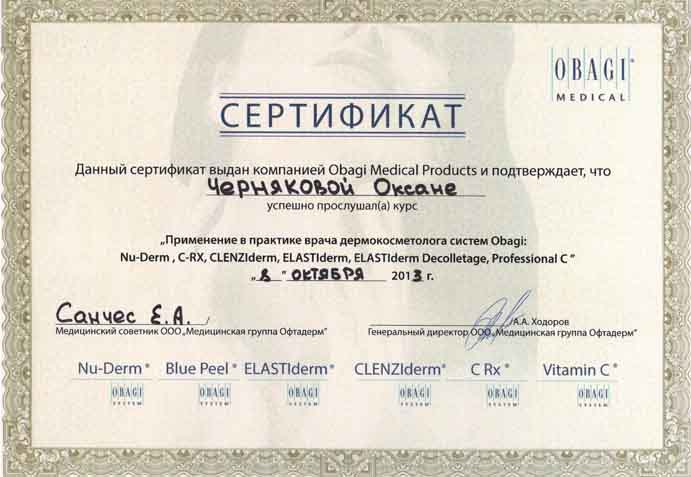 OBAGI®
MEDICAL
СЕРТИФИКАТ
Данный сертификат выдан компанией Obagi Medical Products и подтверждает, что
Черняковой Оксане
успешно прослушал(а) курс
„Применение в практике врача дермокосметолога систем Obagi:
Nu-Derm , C-RX, CLENZIderm, ELASTIderm, ELASTIderm Decolletage, Professional C ”
„ 8 ” ОКТЯБРЯ 2013 г.
Санчес Е.А. /
Медицинский советник ООО „Медицинская группа Офтадерм”
/А.А. Ходоров
Генеральный директор ООО „Медицинская группа Офтадерм”
Nu-Derm® Blue Peel® ELASTIderm® CLENZIderm® C Rx® Vitamin C®
OBAGI OBAGI OBAGI OBAGI OBAGI OBAGI
SYSTEM SYSTEM SYSTEM SYSTEM SYSTEM SYSTEM